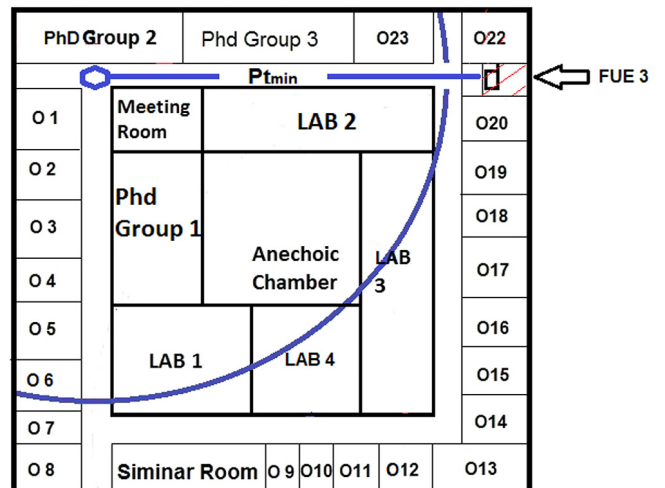 PhD Group 2
Phd Group 3
O23
O22
Ptmin
FUE 3
Meeting
Room
LAB 2
O 1
O20
O 2
O19
Phd
Group 1
O 3
O18
Anechoic
Chamber
LAB
3
O17
O 4
O 5
O16
LAB 1
LAB 4
O 6
O15
O 7
O14
O 8
Siminar Room
O 9
O10
O11
O12
O13